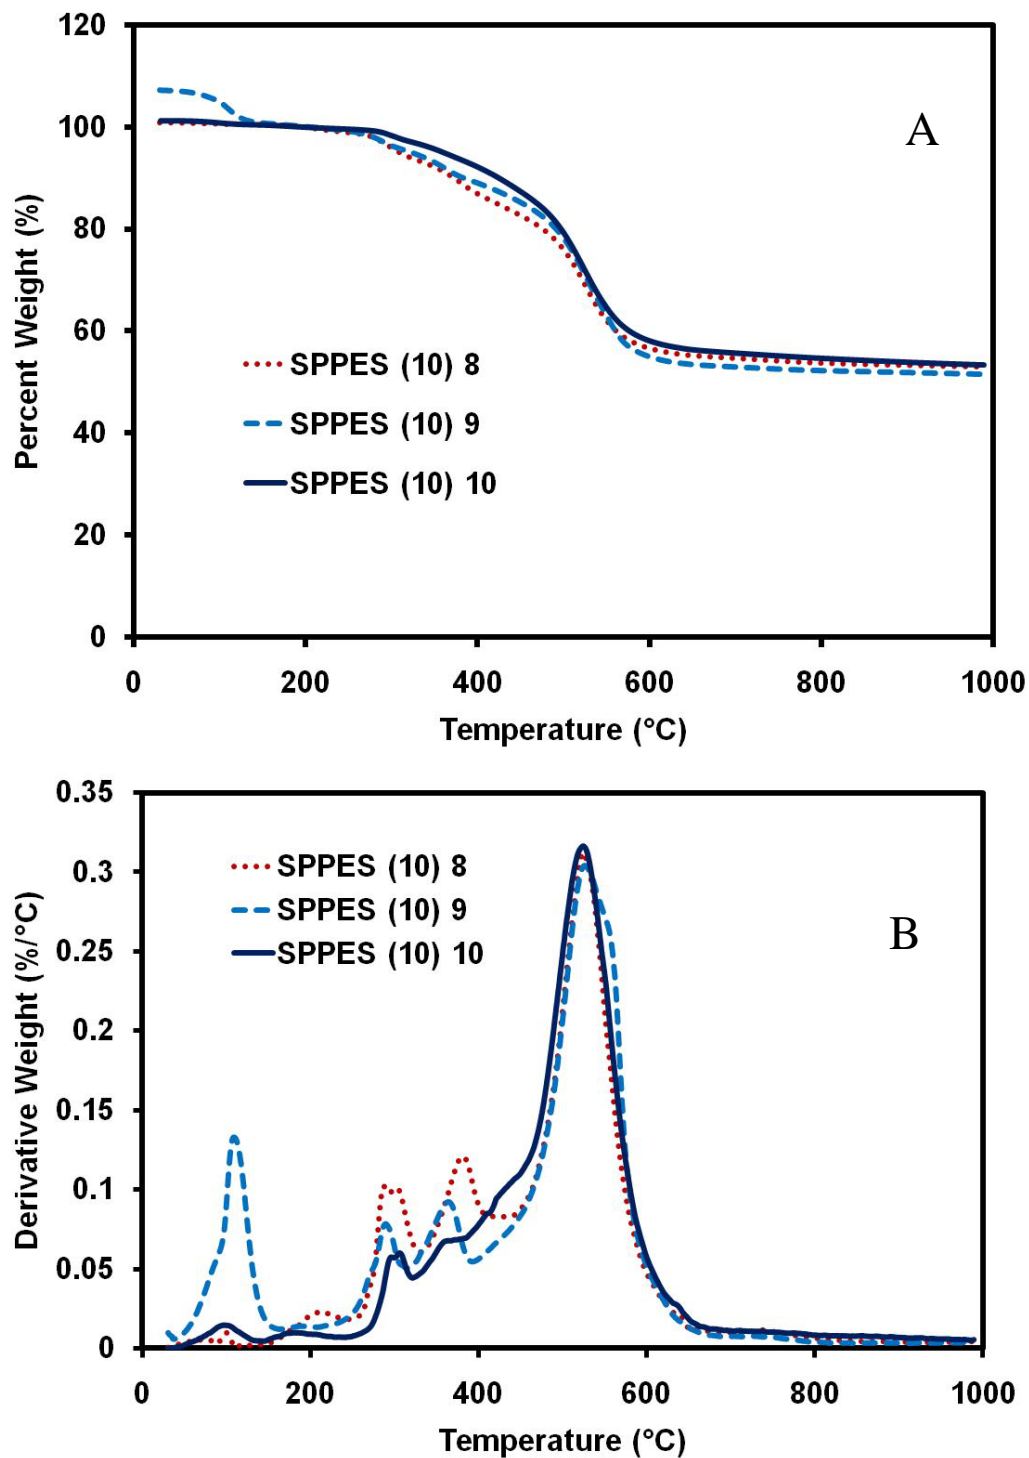 120
100
80
60
40
20
0
Percent Weight (%)
A
SPPES (10) 8
SPPES (10) 9
SPPES (10) 10
0 200 400 600 800 1000
Temperature (°C)
0.35
0.3
0.25
0.2
0.15
0.1
0.05
0
Derivative Weight (%/°C)
SPPES (10) 8
SPPES (10) 9
SPPES (10) 10
B
0 200 400 600 800 1000
Temperature (°C)